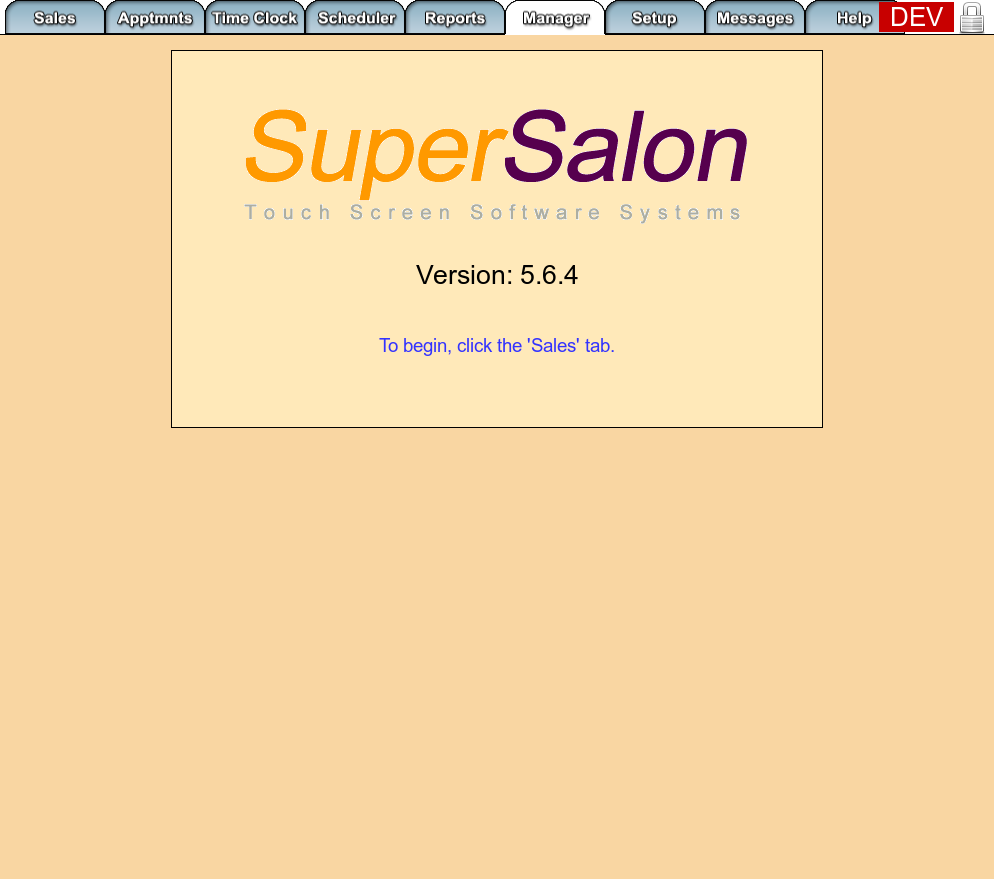 Sales Apptmnts Time Clock Scheduler Reports Manager Setup Messages Help DEV
SuperSalon
Touch Screen Software Systems
Version: 5.6.4
To begin, click the 'Sales' tab.